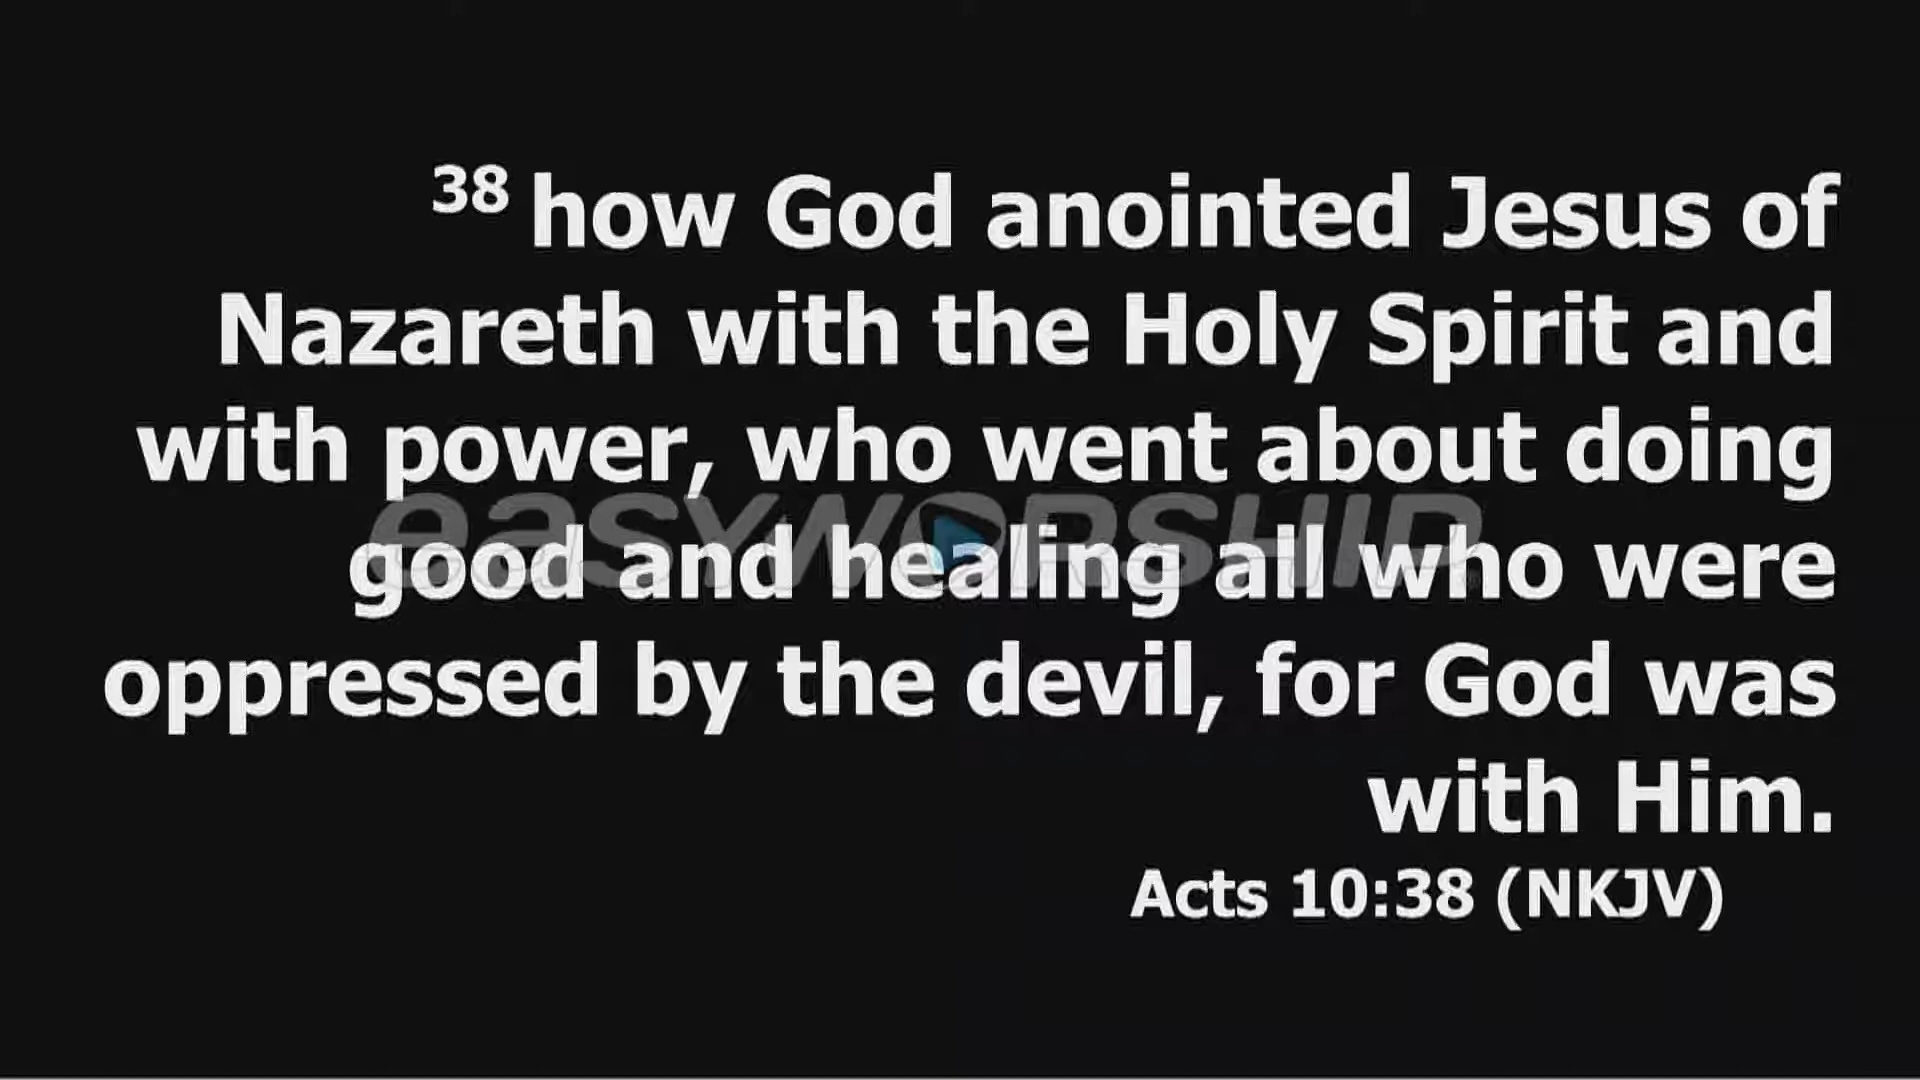 38 how God anointed Jesus of
Nazareth with the Holy Spirit and
with power, who went about doing
easyworship
good and healing all who were
oppressed by the devil, for God was
with Him.
Acts 10:38 (NKJV)